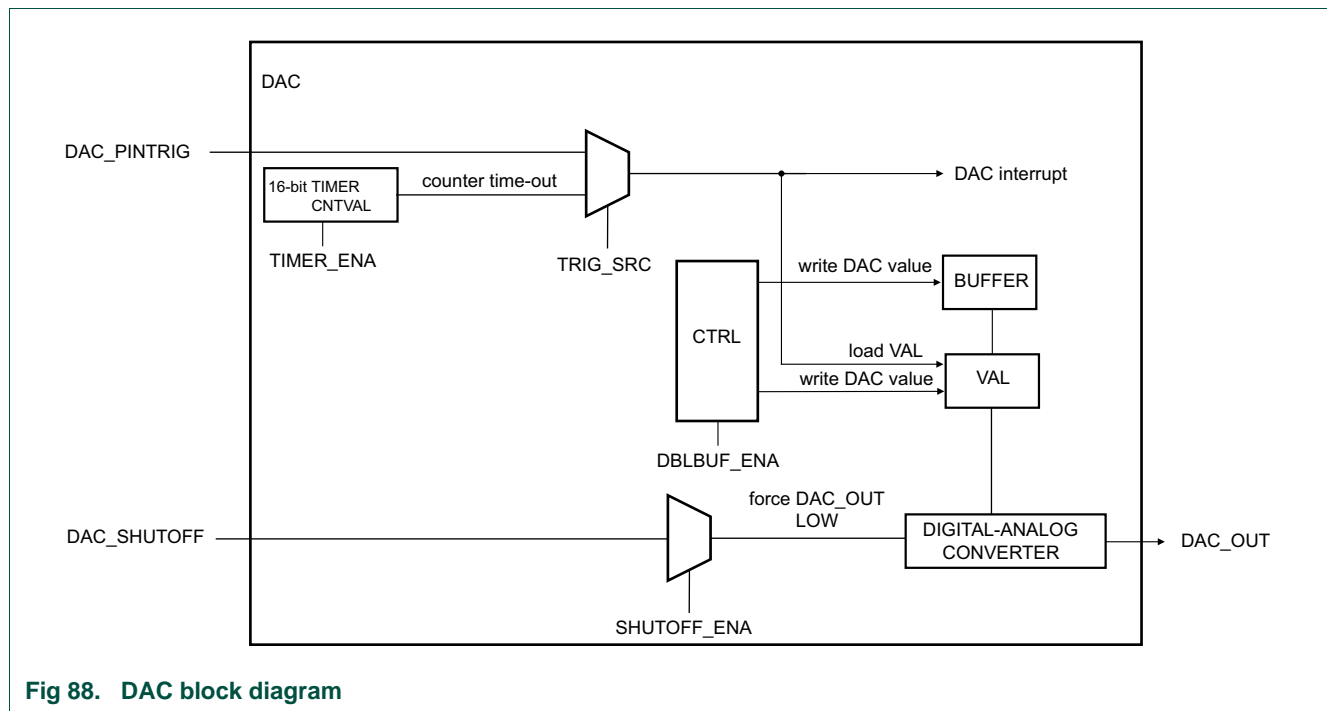 DAC
DAC_PINTRIG
16-bit TIMER
CNTVAL
counter time-out
DAC interrupt
TIMER_ENA
TRIG_SRC
write DAC value
BUFFER
CTRL
load VAL
VAL
write DAC value
DBLBUF_ENA
force DAC_OUT
LOW
DAC_SHUTOFF
DIGITAL-ANALOG
CONVERTER
DAC_OUT
SHUTOFF_ENA
Fig 88. DAC block diagram